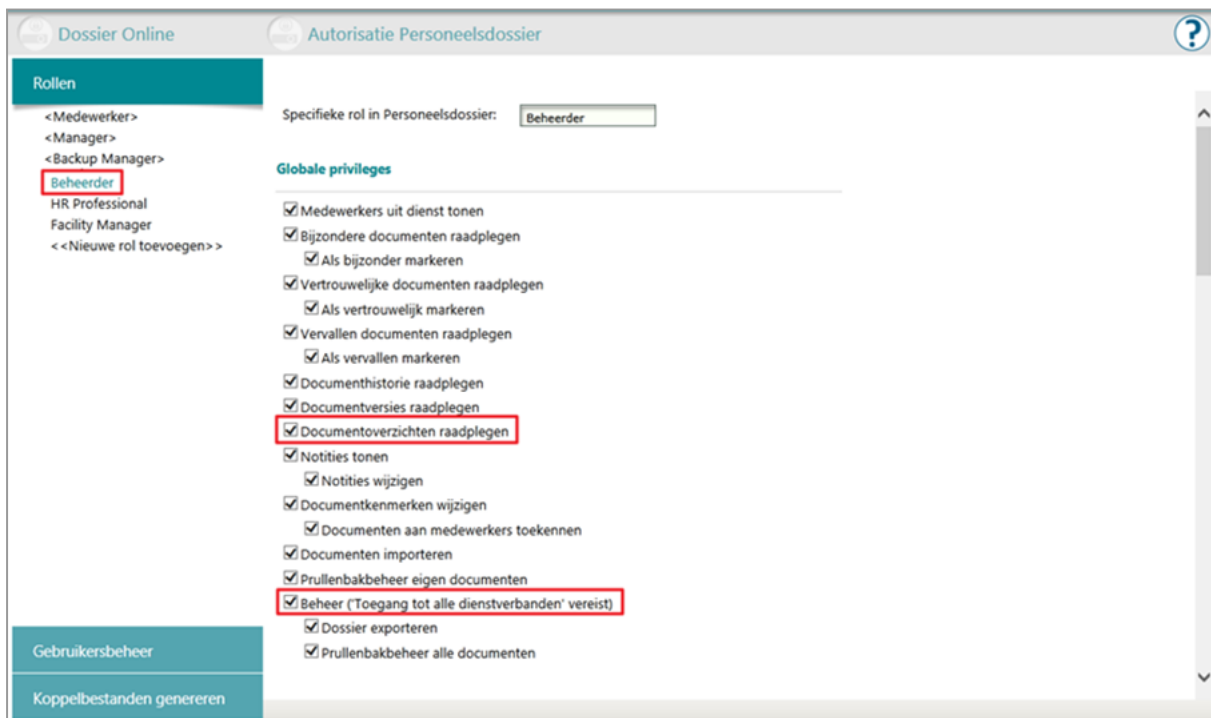 Dossier Online
Autorisatie Personeelsdossier
?
Rollen
<Medewerker>
<Manager>
<Backup Manager>
Beheerder
HR Professional
Facility Manager
<<Nieuwe rol toevoegen>>
Gebruikersbeheer
Koppelbestanden genereren
Specifieke rol in Personeelsdossier: Beheerder
Globale privileges
Medewerkers uit dienst tonen
Bijzondere documenten raadplegen
Als bijzonder markeren
Vertrouwelijke documenten raadplegen
Als vertrouwelijk markeren
Vervallen documenten raadplegen
Als vervallen markeren
Documenthistorie raadplegen
Documentversies raadplegen
Documentoverzichten raadplegen
Notities tonen
Notities wijzigen
Documentkenmerken wijzigen
Documenten aan medewerkers toekennen
Documenten importeren
Prullenbakbeheer eigen documenten
Beheer ('Toegang tot alle dienstverbanden' vereist)
Dossier exporteren
Prullenbakbeheer alle documenten